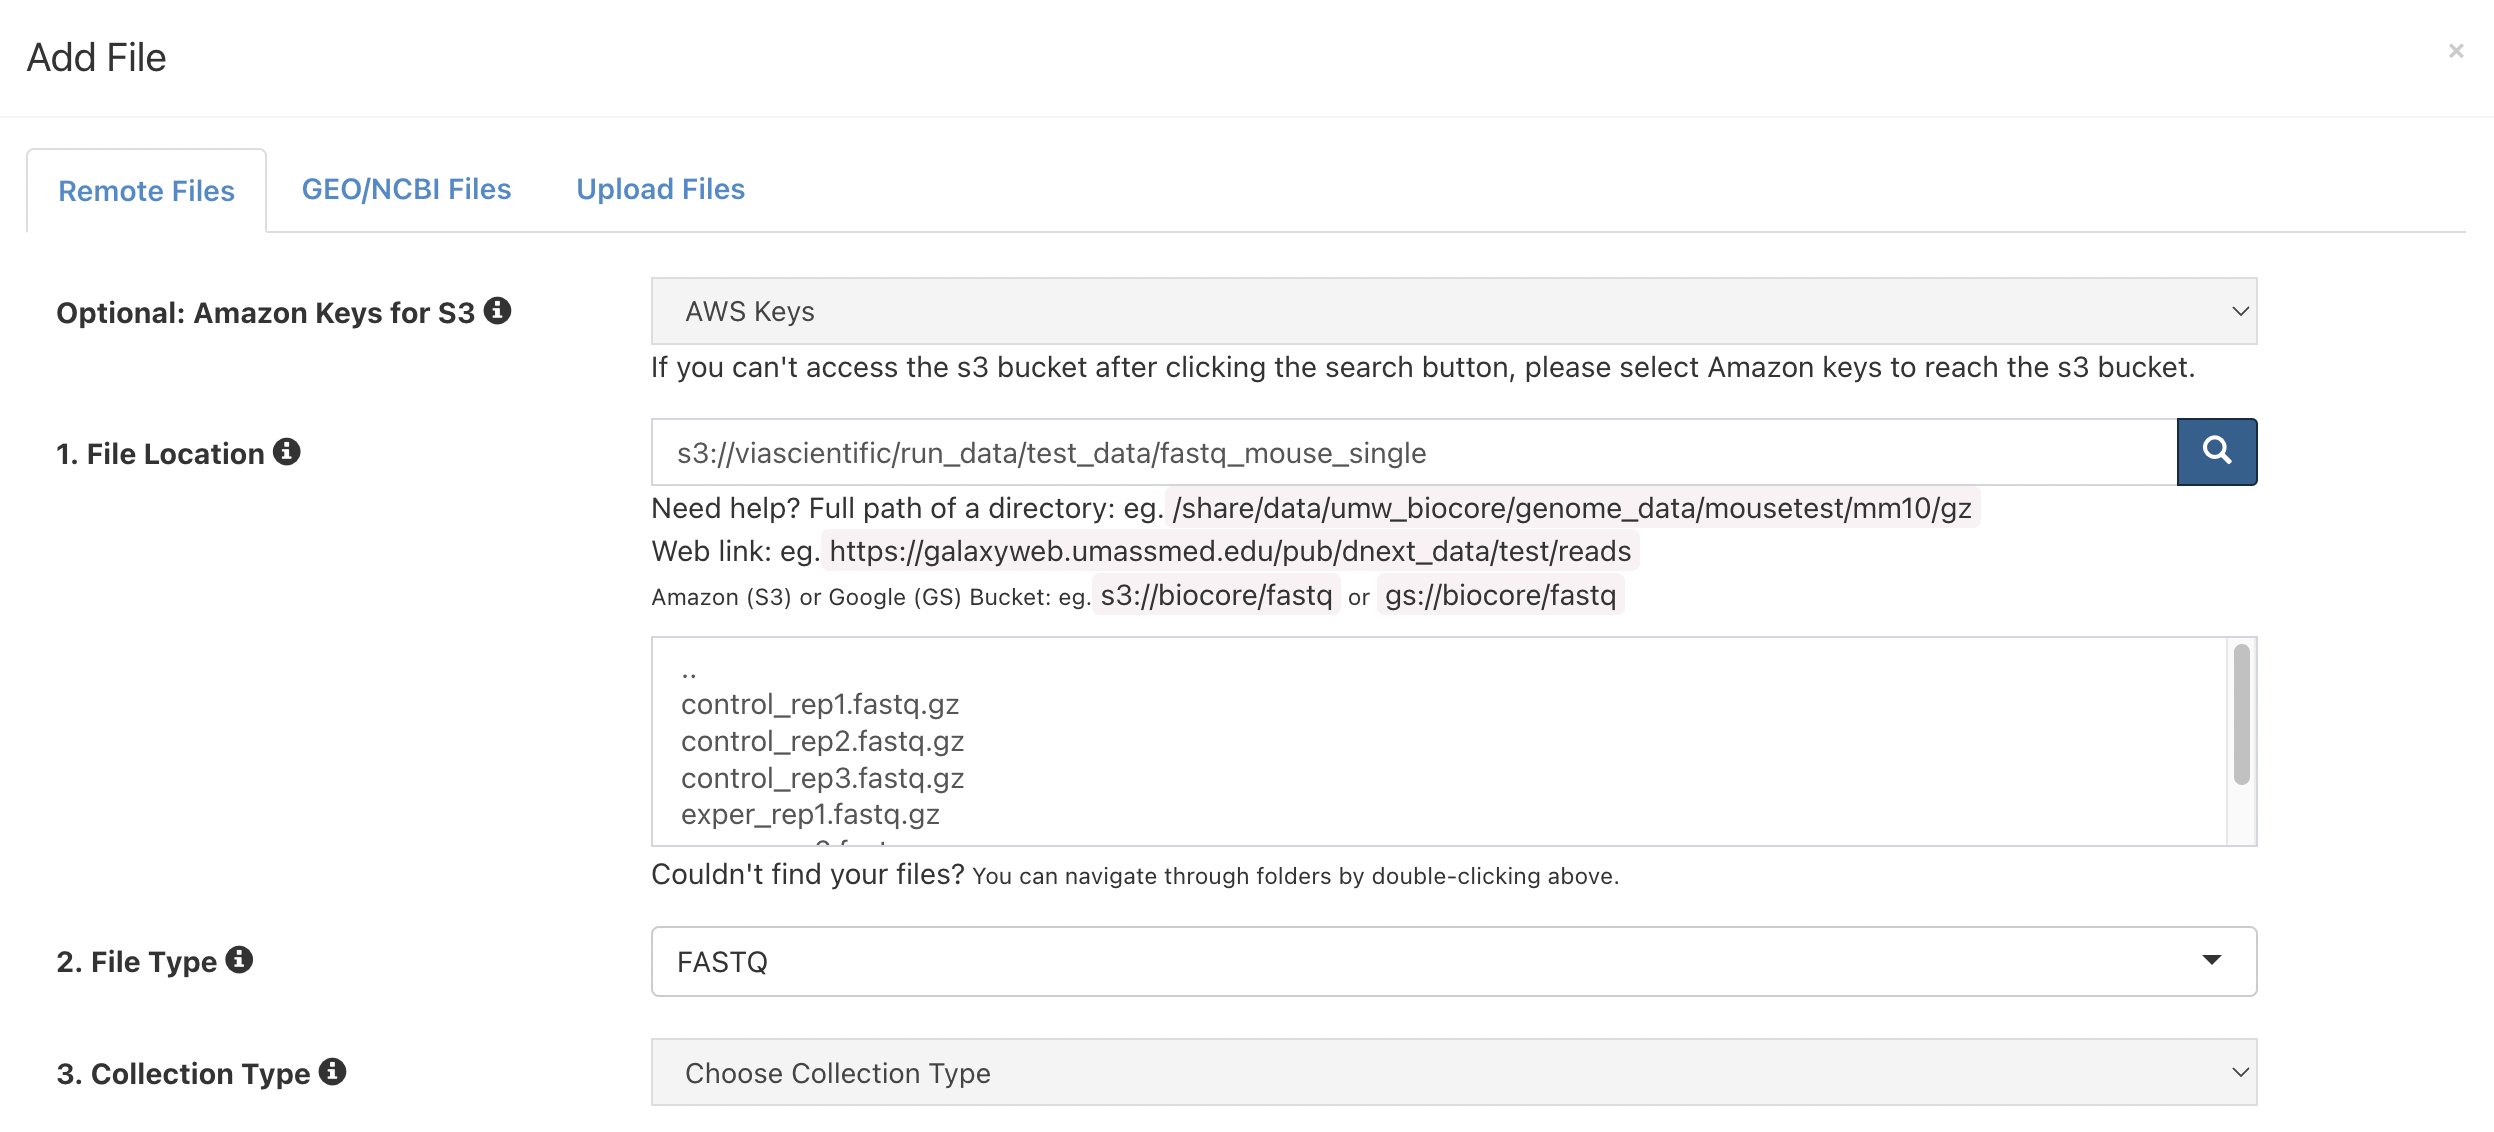 Add File
×
Remote Files
GEO/NCBI Files
Upload Files
Optional: Amazon Keys for S3
AWS Keys
If you can't access the s3 bucket after clicking the search button, please select Amazon keys to reach the s3 bucket.
1. File Location
s3://viascientific/run_data/test_data/fastq_mouse_single
Need help? Full path of a directory: eg. /share/data/umw_biocore/genome_data/mousetest/mm10/gz
Web link: eg. https://galaxyweb.umassmed.edu/pub/dnext_data/test/reads
Amazon (S3) or Google (GS) Bucket: eg. s3://biocore/fastq or gs://biocore/fastq
..
control_rep1.fastq.gz
control_rep2.fastq.gz
control_rep3.fastq.gz
exper_rep1.fastq.gz
Couldn't find your files? You can navigate through folders by double-clicking above.
2. File Type
FASTQ
3. Collection Type
Choose Collection Type